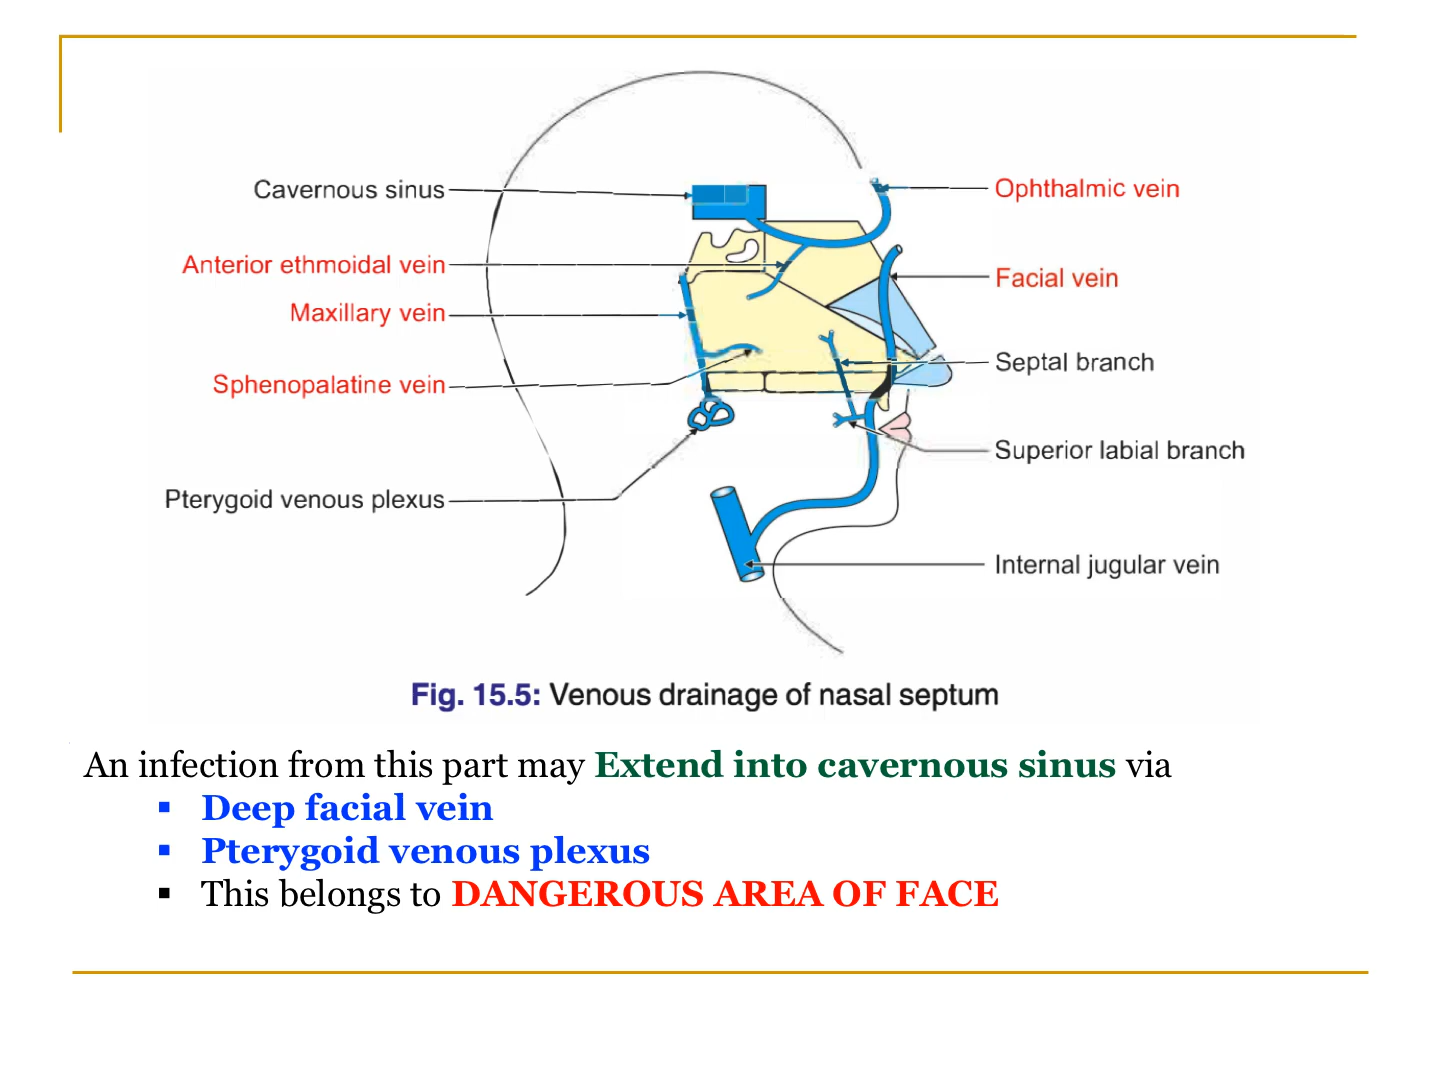 Cavernous sinus
Anterior ethmoidal vein
Maxillary vein
Sphenopalatine vein
Pterygoid venous plexus
Ophthalmic vein
Facial vein
Septal branch
Superior labial branch
Internal jugular vein
Fig. 15.5: Venous drainage of nasal septum
An infection from this part may Extend into cavernous sinus via
▪ Deep facial vein
▪ Pterygoid venous plexus
▪ This belongs to DANGEROUS AREA OF FACE